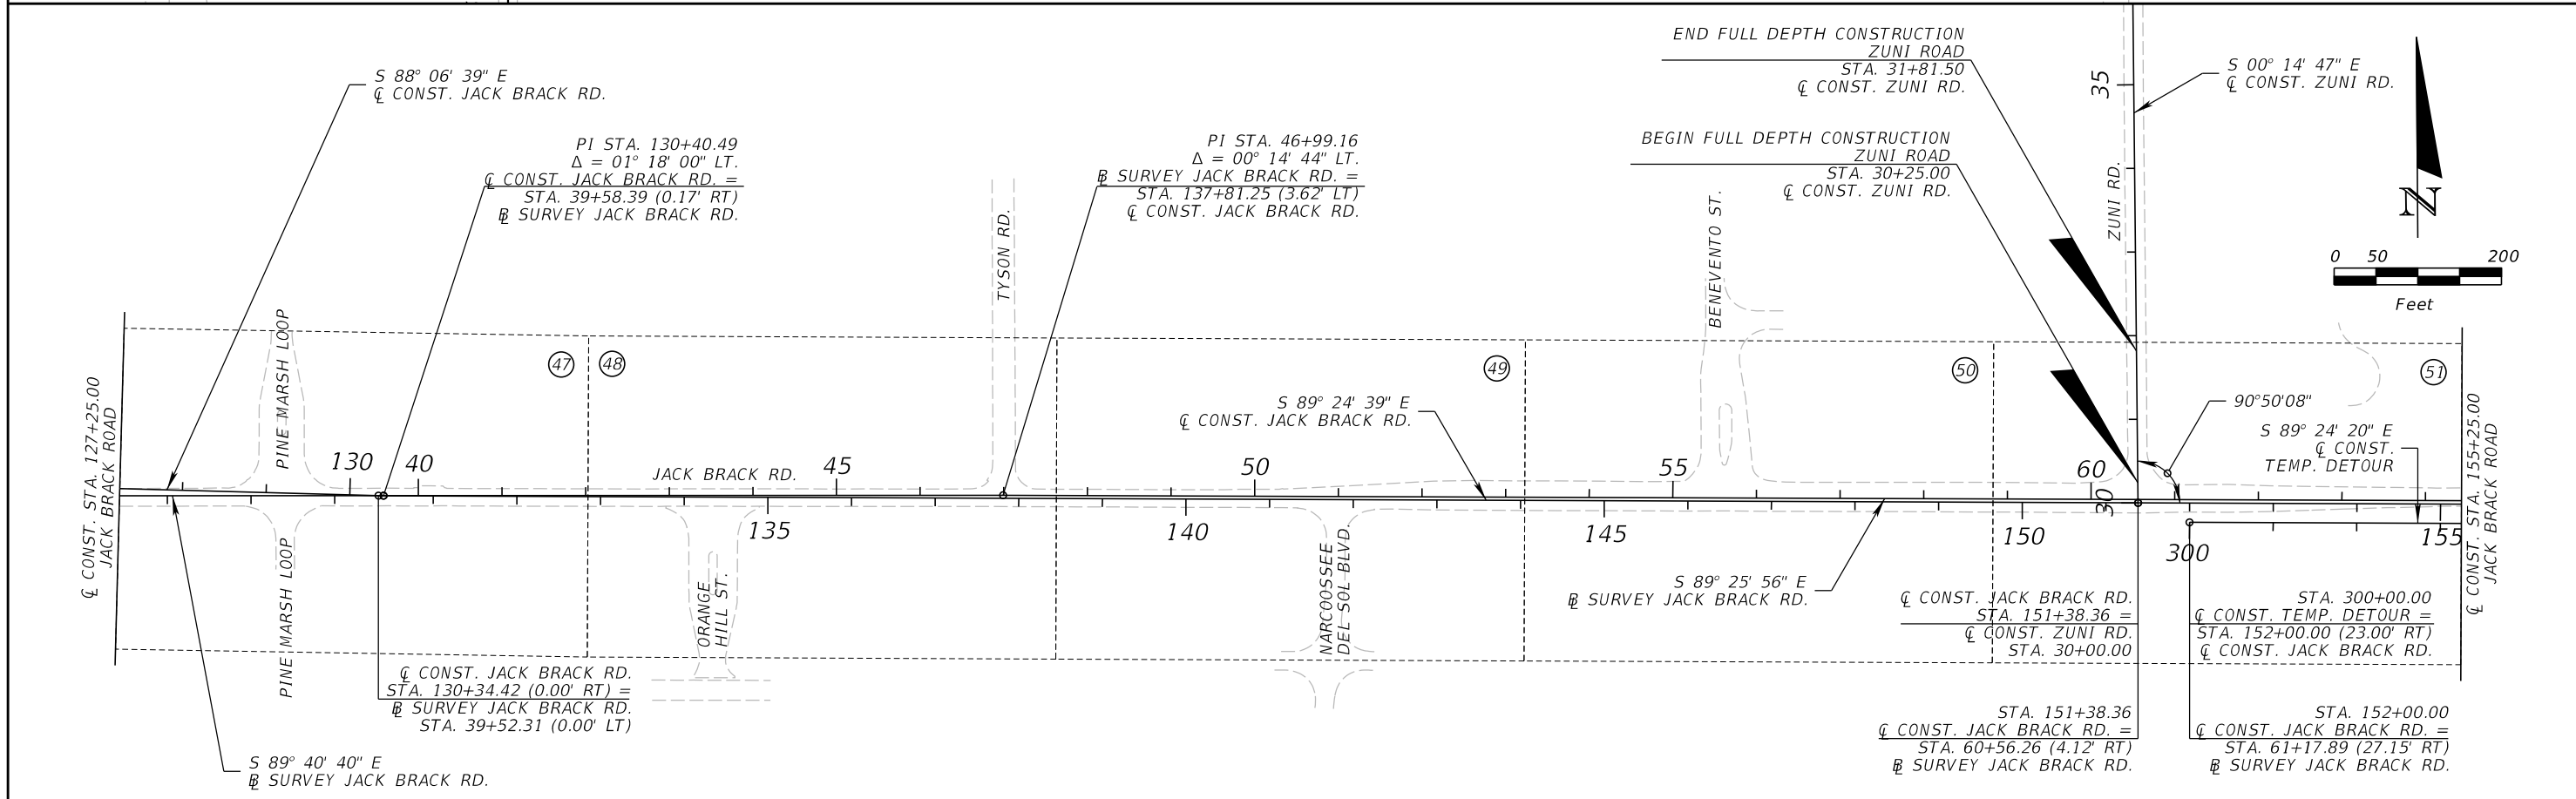 S 88° 06' 39" E
℄ CONST. JACK BRACK RD.
PI STA. 130+40.49
Δ = 01° 18' 00" LT.
℄ CONST. JACK BRACK RD. =
STA. 39+58.39 (0.17' RT)
BL SURVEY JACK BRACK RD.
PI STA. 46+99.16
Δ = 00° 14' 44" LT.
BL SURVEY JACK BRACK RD. =
STA. 137+81.25 (3.62' LT)
℄ CONST. JACK BRACK RD.
END FULL DEPTH CONSTRUCTION
ZUNI ROAD
STA. 31+81.50
℄ CONST. ZUNI RD.
BEGIN FULL DEPTH CONSTRUCTION
ZUNI ROAD
STA. 30+25.00
℄ CONST. ZUNI RD.
35
S 00° 14' 47" E
℄ CONST. ZUNI RD.
N
0 50 200
Feet
TYSON RD.
BENEVENTO ST.
ZUNI RD.
PINE MARSH LOOP
47
48
49
50
51
℄ CONST. STA. 127+25.00
JACK BRACK ROAD
S 89° 24' 39" E
℄ CONST. JACK BRACK RD.
90°50'08"
S 89° 24' 20" E
℄ CONST.
TEMP. DETOUR
℄ CONST. STA. 155+25.00
JACK BRACK ROAD
130
40
JACK BRACK RD.
45
50
55
60
30
135
140
145
150
155
300
PINE MARSH LOOP
ORANGE
HILL ST.
NARCOOSSEE
DEL SOL BLVD.
S 89° 25' 56" E
BL SURVEY JACK BRACK RD.
℄ CONST. JACK BRACK RD.
STA. 151+38.36 =
℄ CONST. ZUNI RD.
STA. 30+00.00
STA. 300+00.00
℄ CONST. TEMP. DETOUR =
STA. 152+00.00 (23.00' RT)
℄ CONST. JACK BRACK RD.
℄ CONST. JACK BRACK RD.
STA. 130+34.42 (0.00' RT) =
BL SURVEY JACK BRACK RD.
STA. 39+52.31 (0.00' LT)
STA. 151+38.36
℄ CONST. JACK BRACK RD. =
STA. 60+56.26 (4.12' RT)
BL SURVEY JACK BRACK RD.
STA. 152+00.00
℄ CONST. JACK BRACK RD. =
STA. 61+17.89 (27.15' RT)
BL SURVEY JACK BRACK RD.
S 89° 40' 40" E
BL SURVEY JACK BRACK RD.